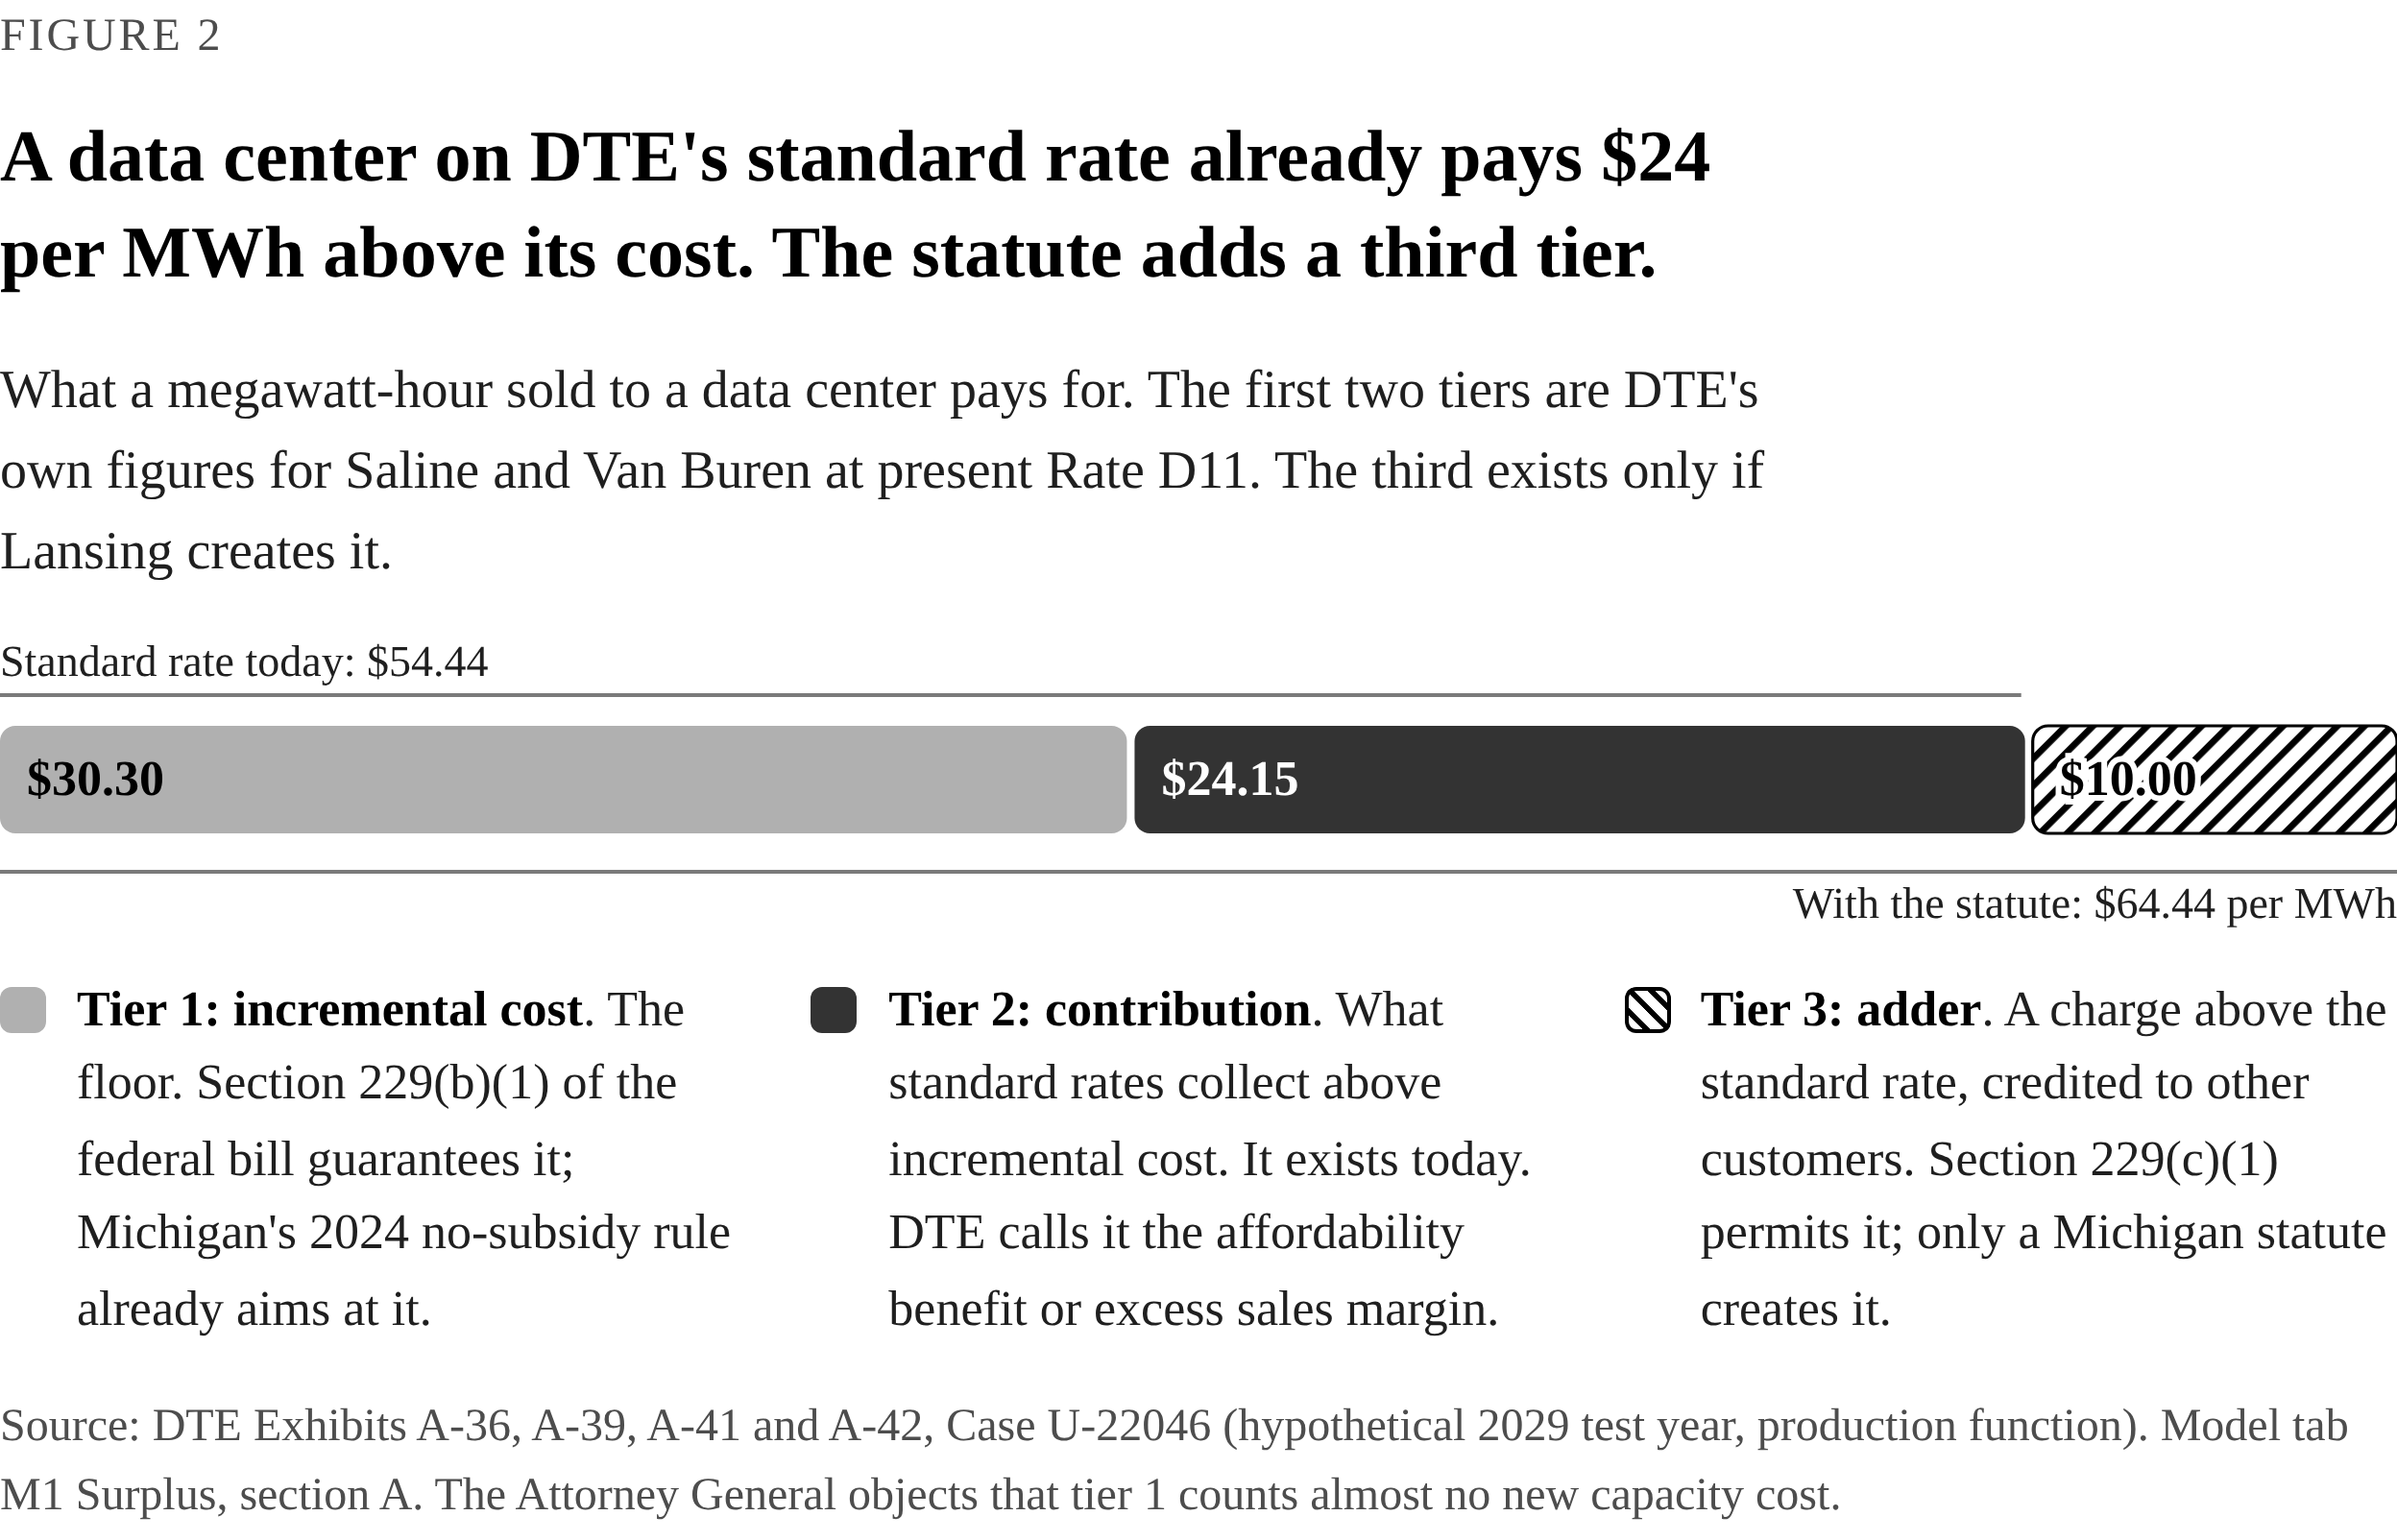 FIGURE 2
A data center on DTE's standard rate already pays $24
per MWh above its cost. The statute adds a third tier.
What a megawatt-hour sold to a data center pays for. The first two tiers are DTE's
own figures for Saline and Van Buren at present Rate D11. The third exists only if
Lansing creates it.
Standard rate today: $54.44
$30.30
$24.15
$10.00
With the statute: $64.44 per MWh
Tier 1: incremental cost. The
floor. Section 229(b)(1) of the
federal bill guarantees it;
Michigan's 2024 no-subsidy rule
already aims at it.
Tier 2: contribution. What
standard rates collect above
incremental cost. It exists today.
DTE calls it the affordability
benefit or excess sales margin.
Tier 3: adder. A charge above the
standard rate, credited to other
customers. Section 229(c)(1)
permits it; only a Michigan statute
creates it.
Source: DTE Exhibits A-36, A-39, A-41 and A-42, Case U-22046 (hypothetical 2029 test year, production function). Model tab
M1 Surplus, section A. The Attorney General objects that tier 1 counts almost no new capacity cost.